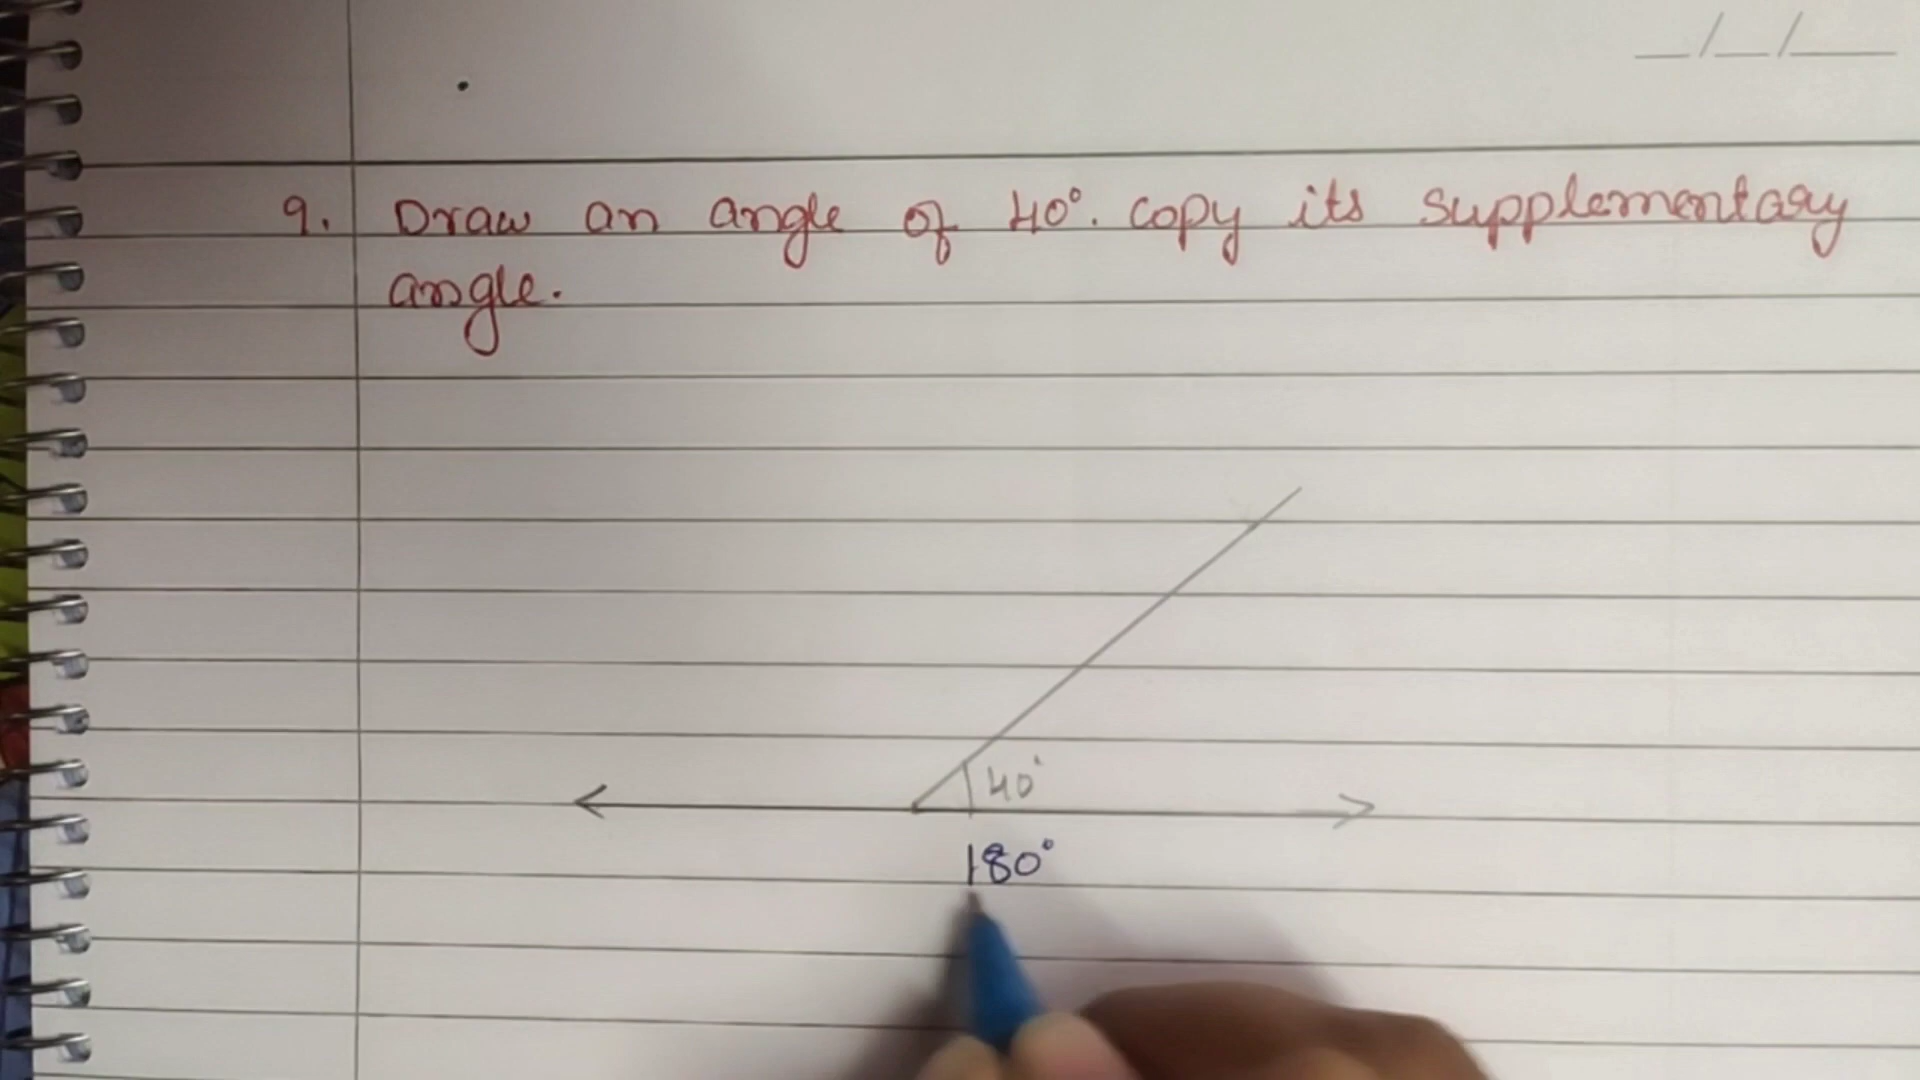 _/_/_
9. Draw an angle of 40°. copy its supplementary
angle.
40°
180°